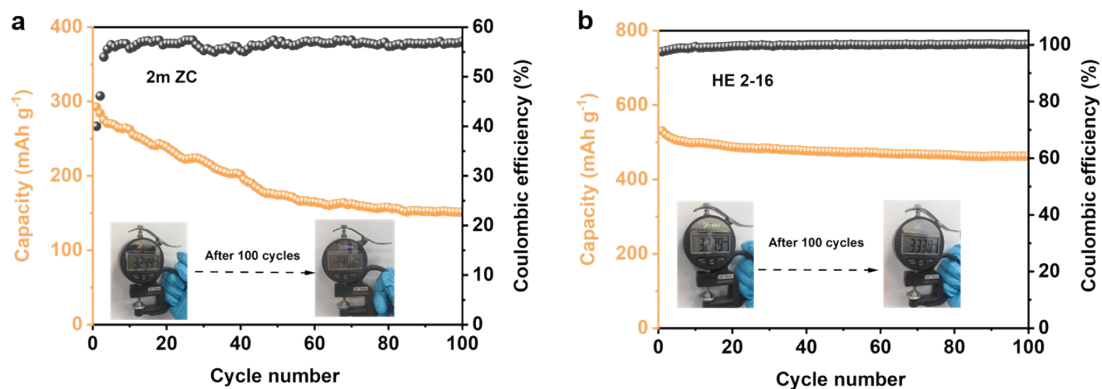 a
2m ZC
After 100 cycles
Capacity (mAh g⁻¹)
0
100
200
300
400
Coulombic efficiency (%)
0
10
20
30
40
50
60
0
20
40
60
80
100
Cycle number
b
HE 2-16
After 100 cycles
Capacity (mAh g⁻¹)
0
200
400
600
800
Coulombic efficiency (%)
0
20
40
60
80
100
0
20
40
60
80
100
Cycle number